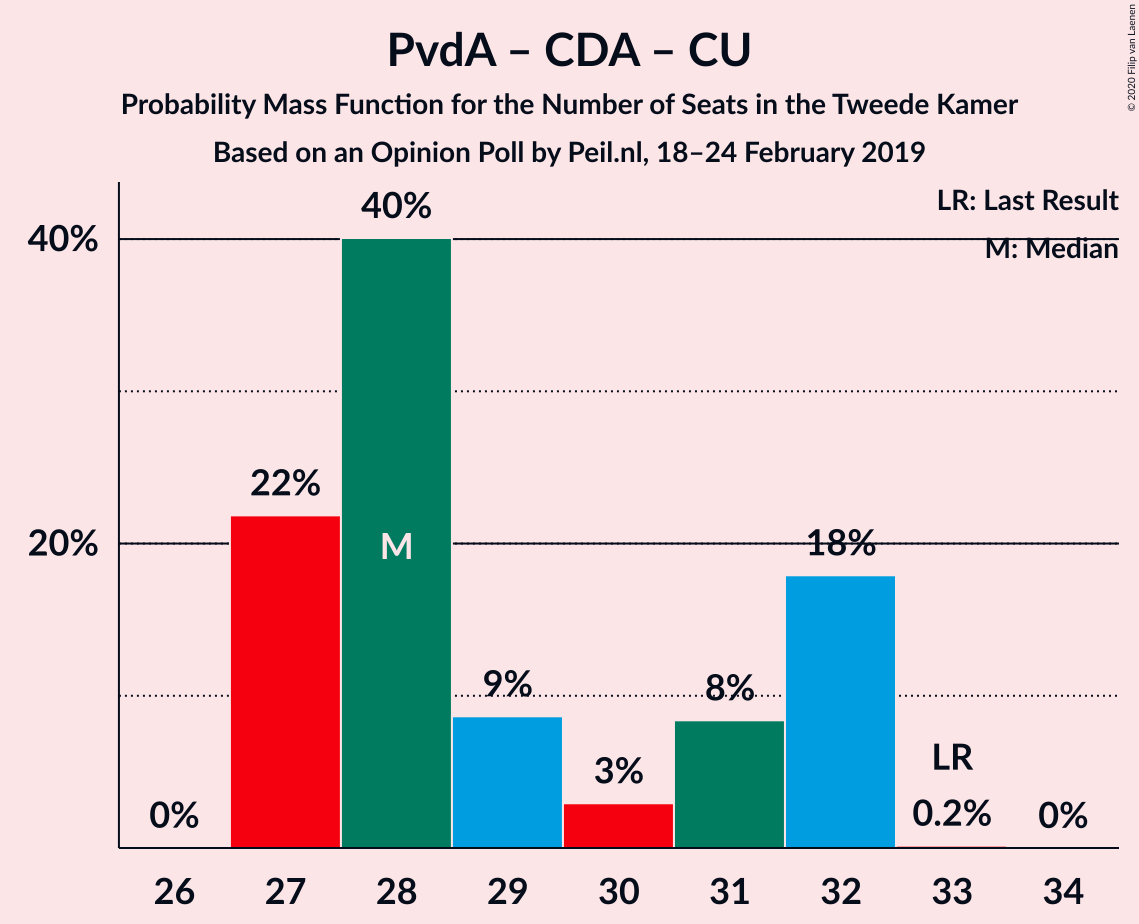 PvdA – CDA – CU
Probability Mass Function for the Number of Seats in the Tweede Kamer
Based on an Opinion Poll by Peil.nl, 18–24 February 2019
© 2020 Filip van Laenen
LR: Last Result
M: Median
40%
20%
0%
22%
40%
M
9%
3%
8%
18%
LR
0.2%
0%
26 27 28 29 30 31 32 33 34